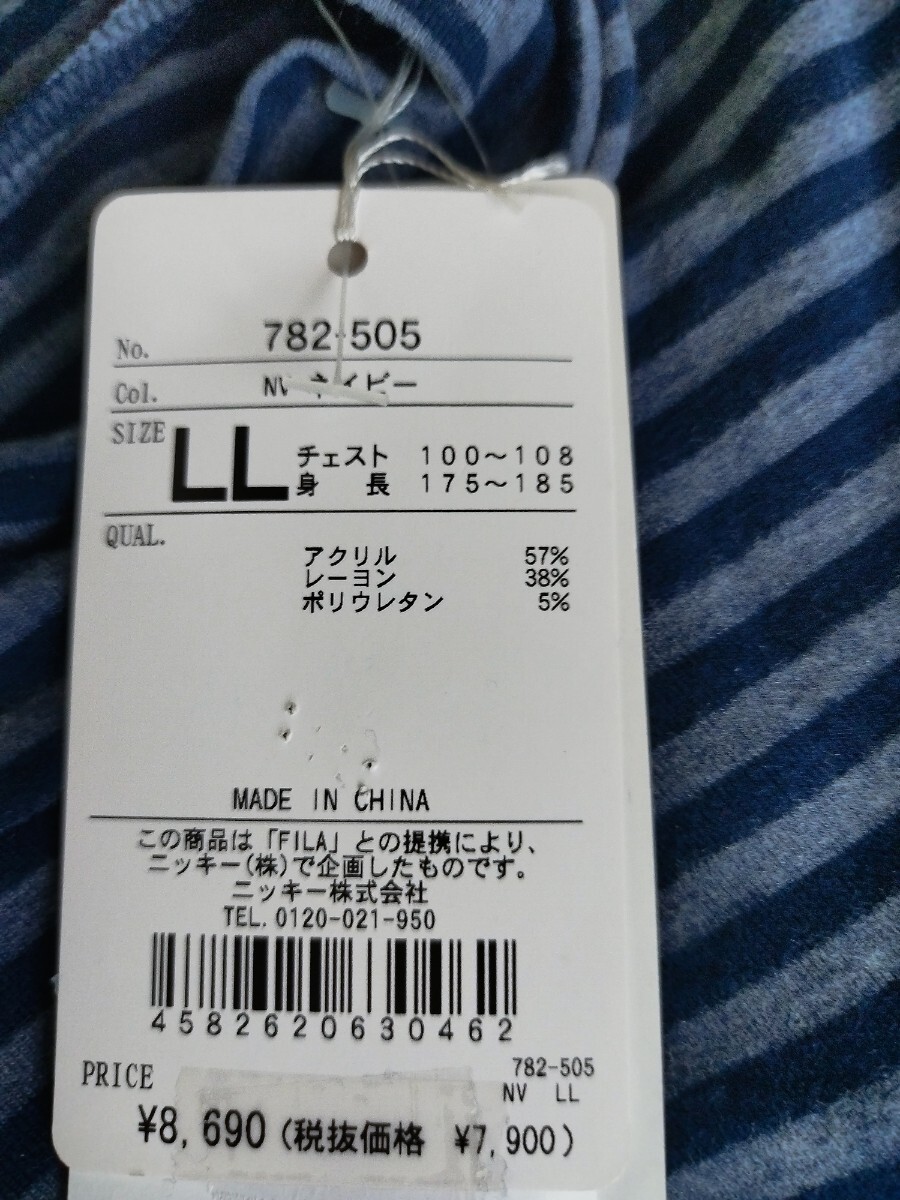 No. 782-505
Col. NV ネイビー
SIZE LL チェスト 100～108
身長 175～185
QUAL.
アクリル 57%
レーヨン 38%
ポリウレタン 5%
MADE IN CHINA
この商品は「FILA」との提携により、
ニッキー(株)で企画したものです。
ニッキー株式会社
TEL.0120-021-950
4582620630462
782-505
PRICE NV LL
¥8,690 (税抜価格 ¥7,900)